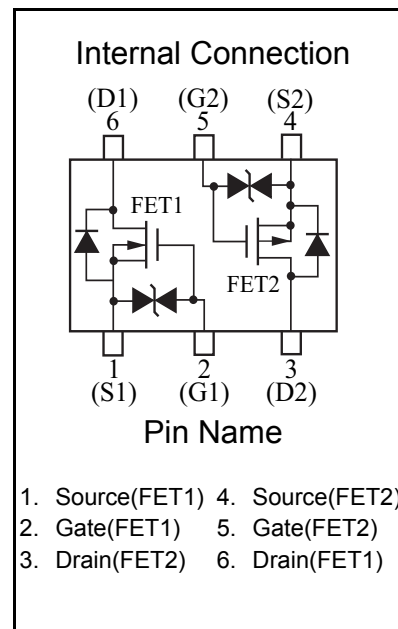 Internal Connection
(D1) (G2) (S2)
6 5 4
FET1
FET2
1 2 3
(S1) (G1) (D2)
Pin Name
1. Source(FET1) 4. Source(FET2)
2. Gate(FET1) 5. Gate(FET2)
3. Drain(FET2) 6. Drain(FET1)